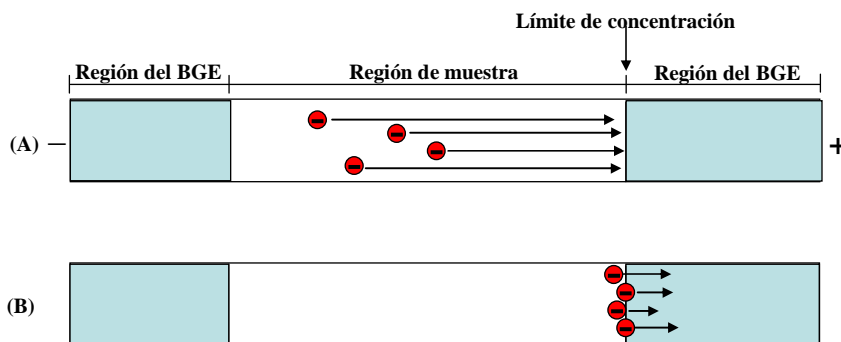 Límite de concentración
Región del BGE Región de muestra Región del BGE
(A) – +
(B)